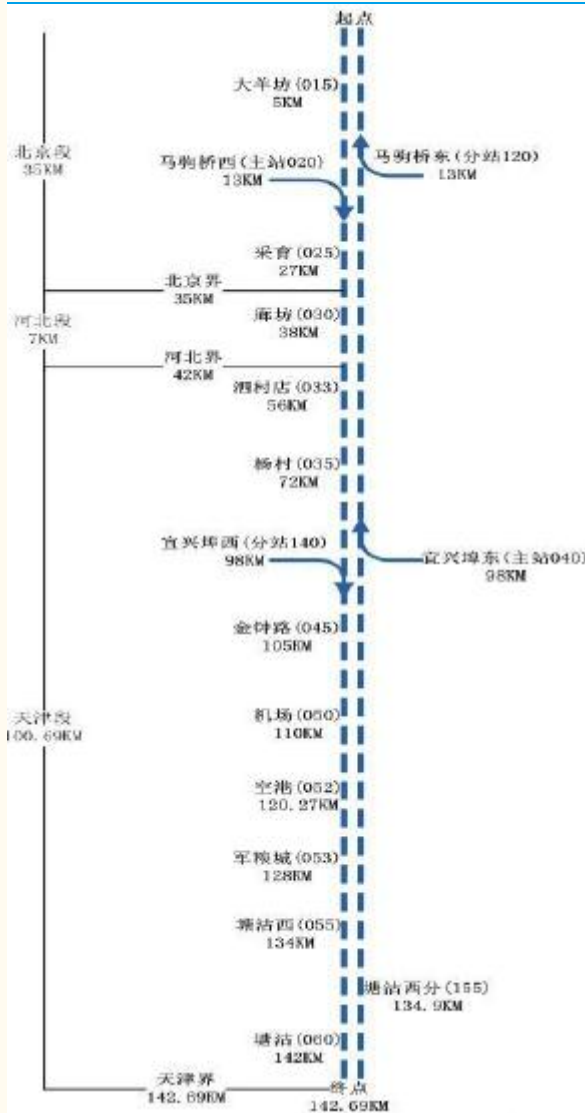 起点
大羊坊(015)
5KM
北京段
35KM
马驹桥西(主站020)
13KM
马驹桥东(分站120)
13KM
采育(025)
27KM
北京界
35KM
廊坊(030)
38KM
河北段
7KM
河北界
42KM
泗村店(033)
56KM
杨村(035)
72KM
宜兴埠西(分站140)
98KM
宜兴埠东(主站040)
98KM
金钟路(045)
105KM
天津段
100.69KM
机场(050)
110KM
空港(052)
120.27KM
军粮城(053)
128KM
塘沽西(055)
134KM
塘沽西分(155)
134.9KM
塘沽(060)
142KM
天津界
142.69KM
终点
142.69KM